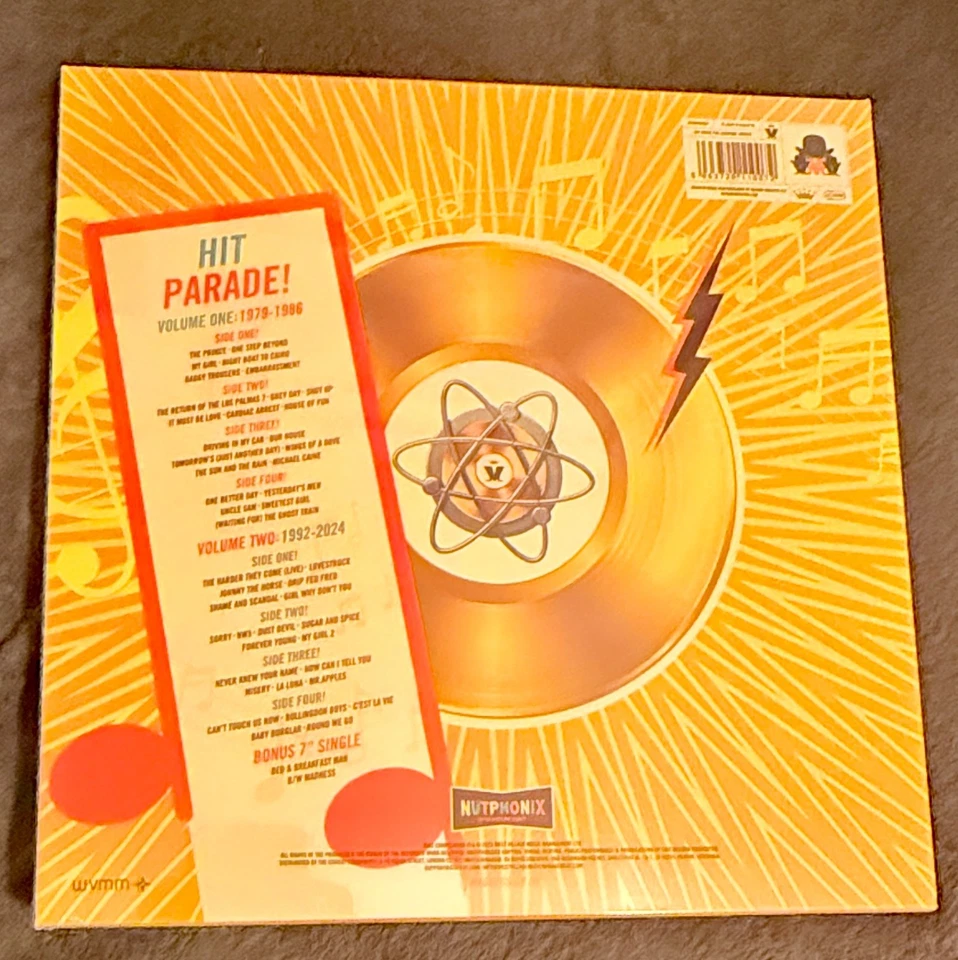 HIT
PARADE!
VOLUME ONE: 1979-1986
SIDE ONE!
THE PRINCE · ONE STEP BEYOND
MY GIRL · NIGHT BOAT TO CAIRO
BAGGY TROUSERS · EMBARRASSMENT
SIDE TWO!
THE RETURN OF THE LOS PALMAS 7 · GREY DAY · SHUT UP
IT MUST BE LOVE · CARDIAC ARREST · HOUSE OF FUN
SIDE THREE!
DRIVING IN MY CAR · OUR HOUSE
TOMORROW'S (JUST ANOTHER DAY) · WINGS OF A DOVE
THE SUN AND THE RAIN · MICHAEL CAINE
SIDE FOUR!
ONE BETTER DAY · YESTERDAY'S MEN
UNCLE SAM · SWEETEST GIRL
(WAITING FOR) THE GHOST TRAIN
VOLUME TWO: 1992-2024
SIDE ONE!
THE HARDER THEY COME (LIVE) · LOVESTRUCK
JOHNNY THE HORSE · DRIP FED FRED
SHAME AND SCANDAL · GIRL WHY DON'T YOU
SIDE TWO!
SORRY · NW5 · DUST DEVIL · SUGAR AND SPICE
FOREVER YOUNG · MY GIRL 2
SIDE THREE!
NEVER KNEW YOUR NAME · HOW CAN I TELL YOU
MISERY · LA LUNA · MR.APPLES
SIDE FOUR!
CAN'T TOUCH US NOW · BULLINGDON BOYS · C'EST LA VIE
BABY BURGLAR · ROUND WE GO
BONUS 7" SINGLE
BED & BREAKFAST MAN
B/W MADNESS
NUTPHONIX
wvmm